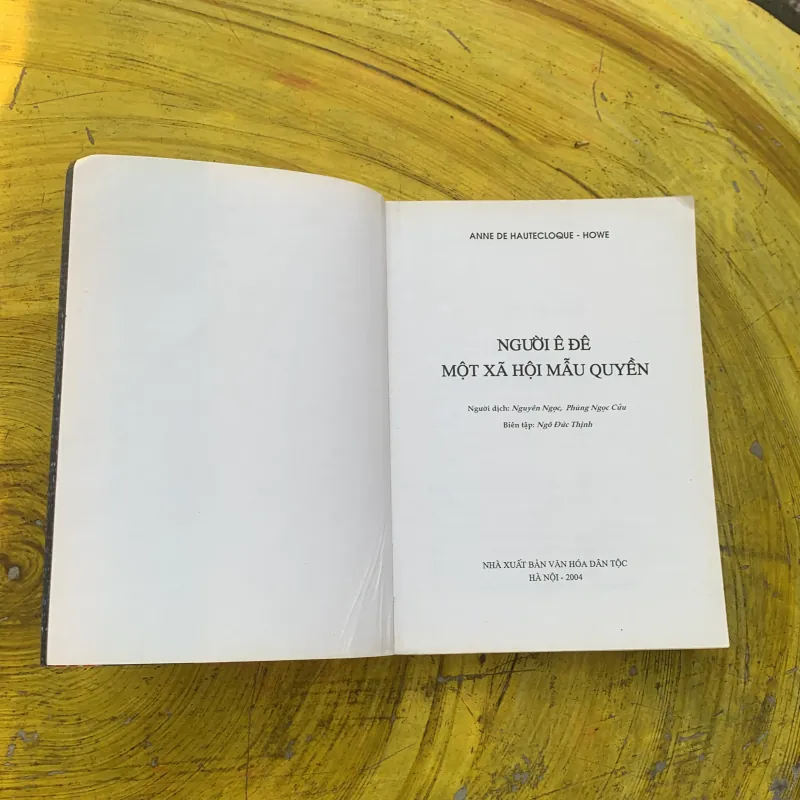 ANNE DE HAUTECLOQUE - HOWE
NGƯỜI Ê ĐÊ
MỘT XÃ HỘI MẪU QUYỀN
Người dịch: Nguyên Ngọc, Phùng Ngọc Cửu
Biên tập: Ngô Đức Thịnh
NHÀ XUẤT BẢN VĂN HÓA DÂN TỘC
HÀ NỘI - 2004